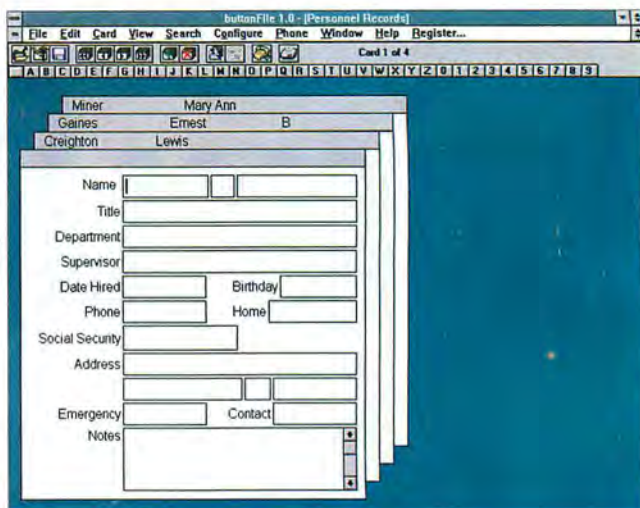 buttonFile 1.0 - [Personnel Records]
File Edit Card View Search Configure Phone Window Help Register...
Card 1 of 4
A B C D E F G H I J K L M N O P Q R S T U V W X Y Z 0 1 2 3 4 5 6 7 8 9
Miner Mary Ann
Gaines Ernest B
Creighton Lewis
Name
Title
Department
Supervisor
Date Hired Birthday
Phone Home
Social Security
Address
Emergency Contact
Notes